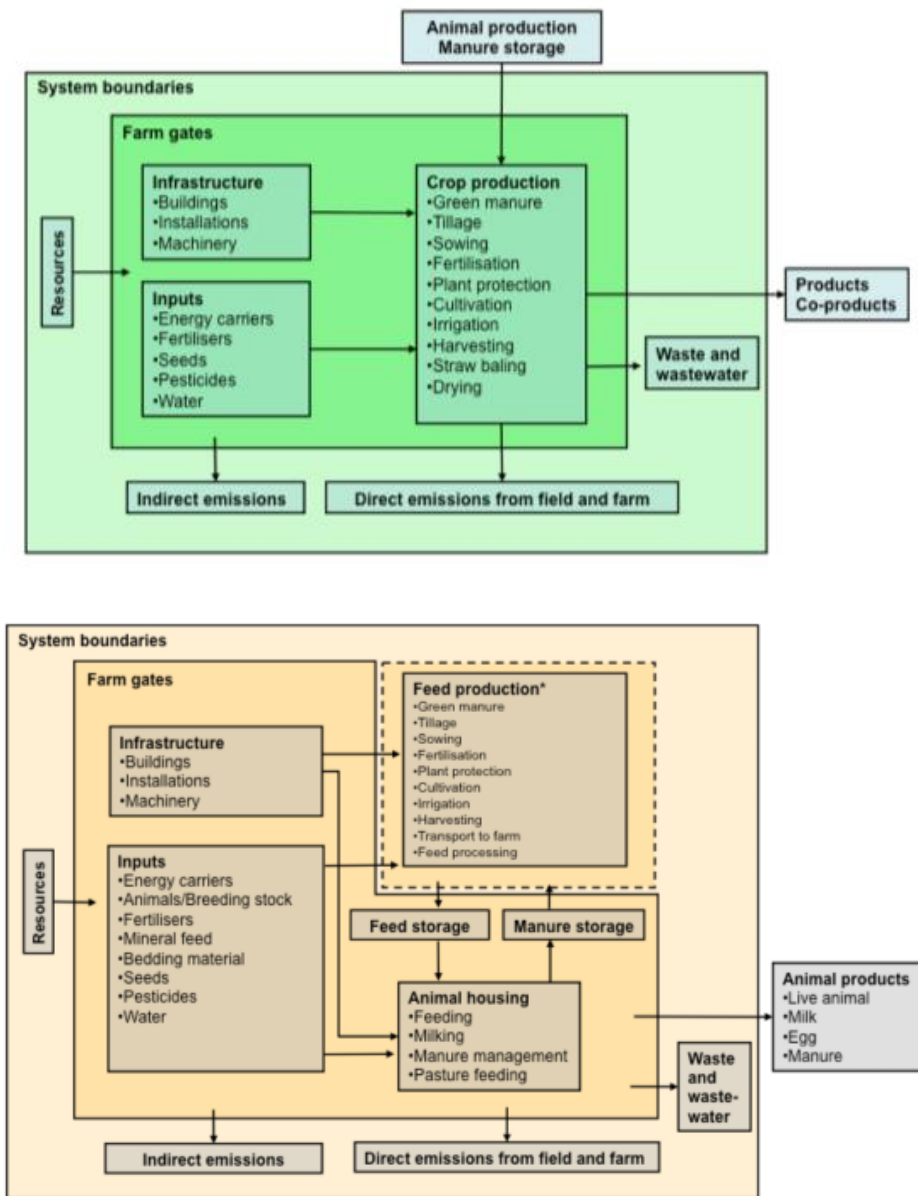 Animal production
Manure storage
System boundaries
Farm gates
Infrastructure
•Buildings
•Installations
•Machinery
Crop production
•Green manure
•Tillage
•Sowing
•Fertilisation
•Plant protection
•Cultivation
•Irrigation
•Harvesting
•Straw baling
•Drying
Resources
Inputs
•Energy carriers
•Fertilisers
•Seeds
•Pesticides
•Water
Products
Co-products
Waste and
wastewater
Indirect emissions
Direct emissions from field and farm
System boundaries
Farm gates
Feed production*
•Green manure
•Tillage
•Sowing
•Fertilisation
•Plant protection
•Cultivation
•Irrigation
•Harvesting
•Transport to farm
•Feed processing
Infrastructure
•Buildings
•Installations
•Machinery
Resources
Inputs
•Energy carriers
•Animals/Breeding stock
•Fertilisers
•Mineral feed
•Bedding material
•Seeds
•Pesticides
•Water
Feed storage
Manure storage
Animal housing
•Feeding
•Milking
•Manure management
•Pasture feeding
Animal products
•Live animal
•Milk
•Egg
•Manure
Waste
and
waste-
water
Indirect emissions
Direct emissions from field and farm